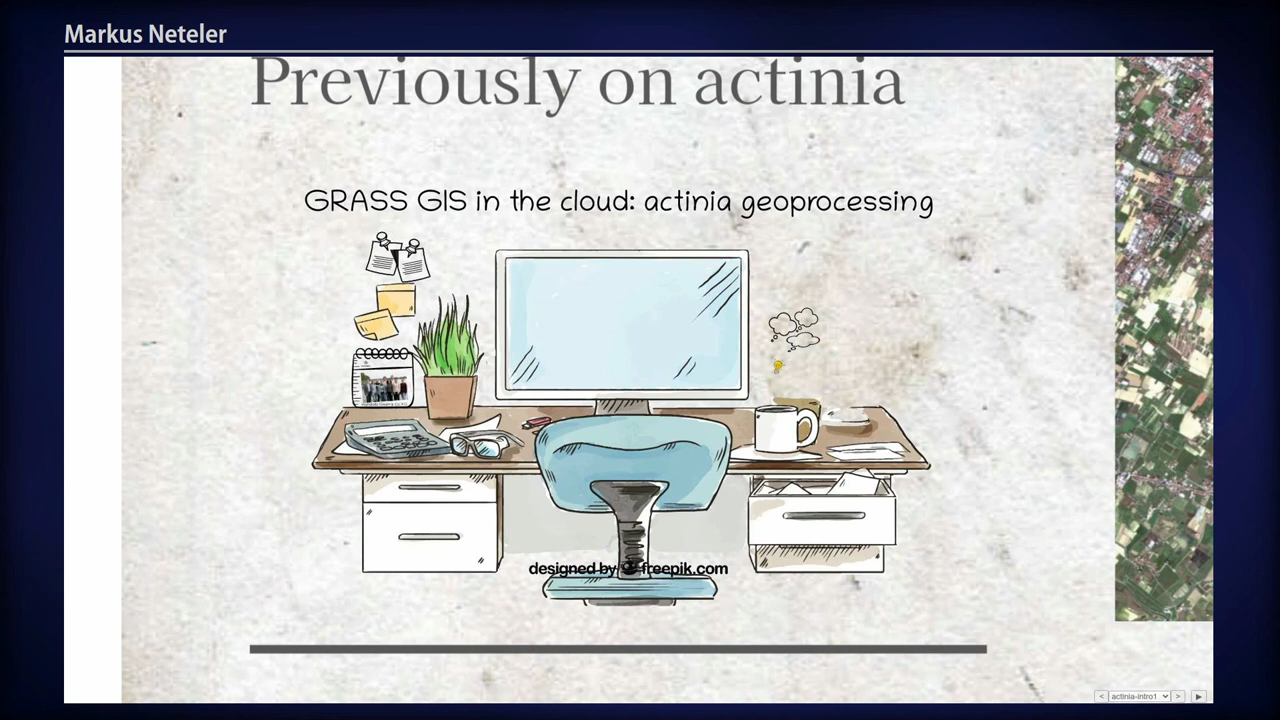 Markus Neteler
Previously on actinia
GRASS GIS in the cloud: actinia geoprocessing
designed by freepik.com
< actinia-intro1 >